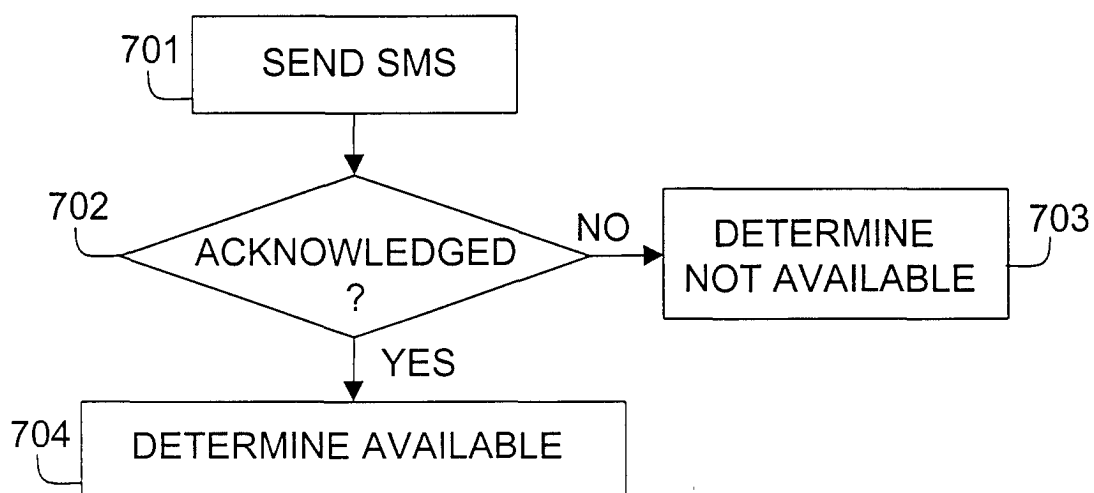 701
SEND SMS
702
ACKNOWLEDGED
?
NO
DETERMINE
NOT AVAILABLE
703
YES
704
DETERMINE AVAILABLE